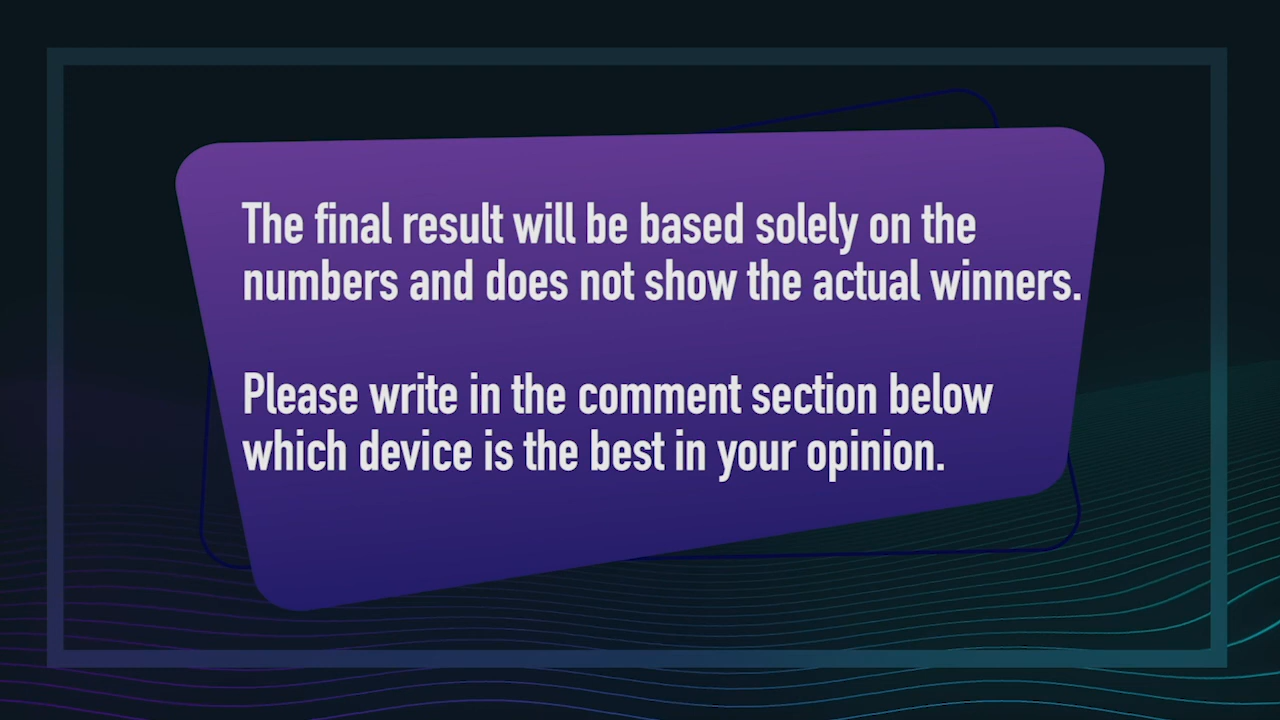 The final result will be based solely on the
numbers and does not show the actual winners.
Please write in the comment section below
which device is the best in your opinion.